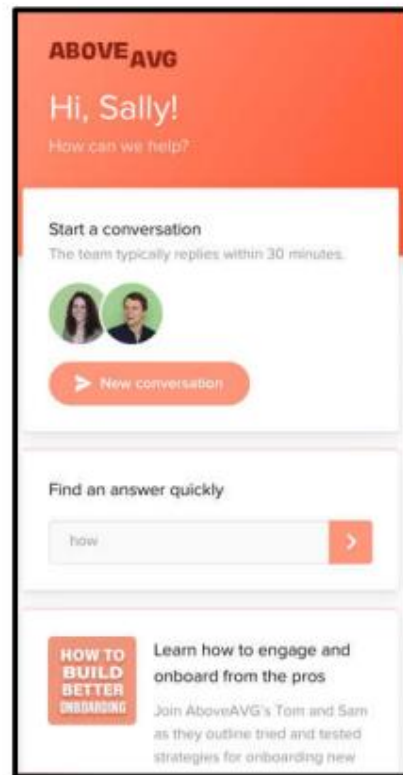 ABOVE AVG
Hi, Sally!
How can we help?
Start a conversation
The team typically replies within 30 minutes.
New conversation
Find an answer quickly
how
HOW TO
BUILD
BETTER
ONBOARDING
Learn how to engage and
onboard from the pros
Join AboveAVG's Tom and Sam
as they outline tried and tested
strategies for onboarding new